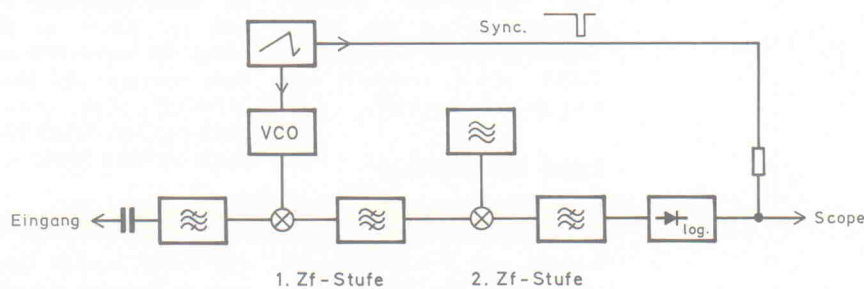 Sync.
VCO
Eingang
log.
Scope
1. Zf-Stufe
2. Zf-Stufe